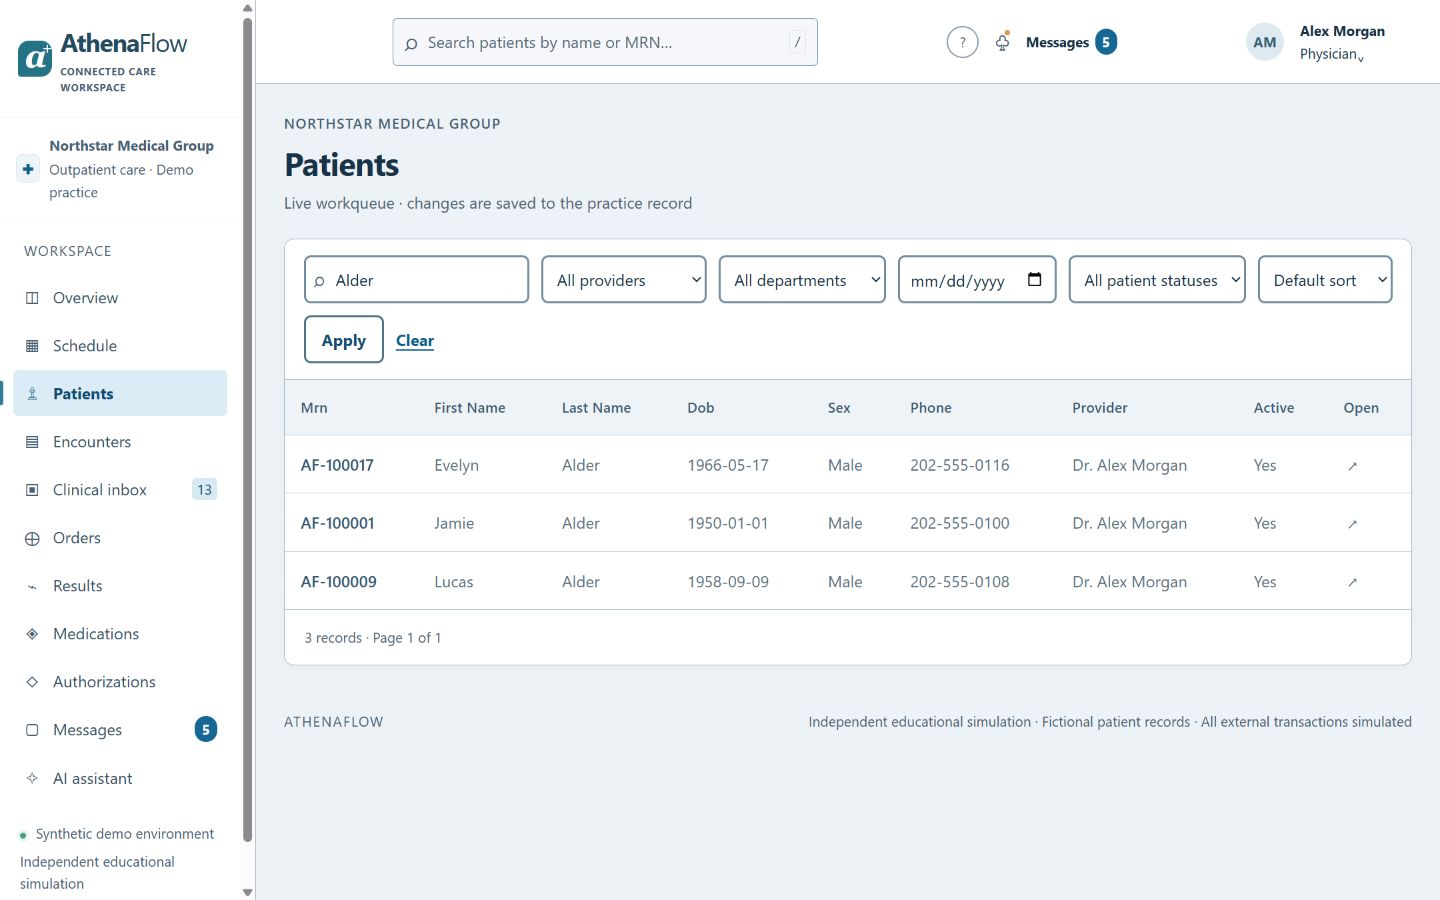 AthenaFlow
CONNECTED CARE
WORKSPACE
Northstar Medical Group
Outpatient care · Demo
practice
WORKSPACE
Overview
Schedule
Patients
Encounters
Clinical inbox 13
Orders
Results
Medications
Authorizations
Messages 5
AI assistant
Synthetic demo environment
Independent educational
simulation
Search patients by name or MRN... /
? Messages 5
AM Alex Morgan
Physician
NORTHSTAR MEDICAL GROUP
Patients
Live workqueue · changes are saved to the practice record
Alder All providers All departments mm/dd/yyyy All patient statuses Default sort
Apply Clear
Mrn First Name Last Name Dob Sex Phone Provider Active Open
AF-100017 Evelyn Alder 1966-05-17 Male 202-555-0116 Dr. Alex Morgan Yes ↗
AF-100001 Jamie Alder 1950-01-01 Male 202-555-0100 Dr. Alex Morgan Yes ↗
AF-100009 Lucas Alder 1958-09-09 Male 202-555-0108 Dr. Alex Morgan Yes ↗
3 records · Page 1 of 1
ATHENAFLOW
Independent educational simulation · Fictional patient records · All external transactions simulated